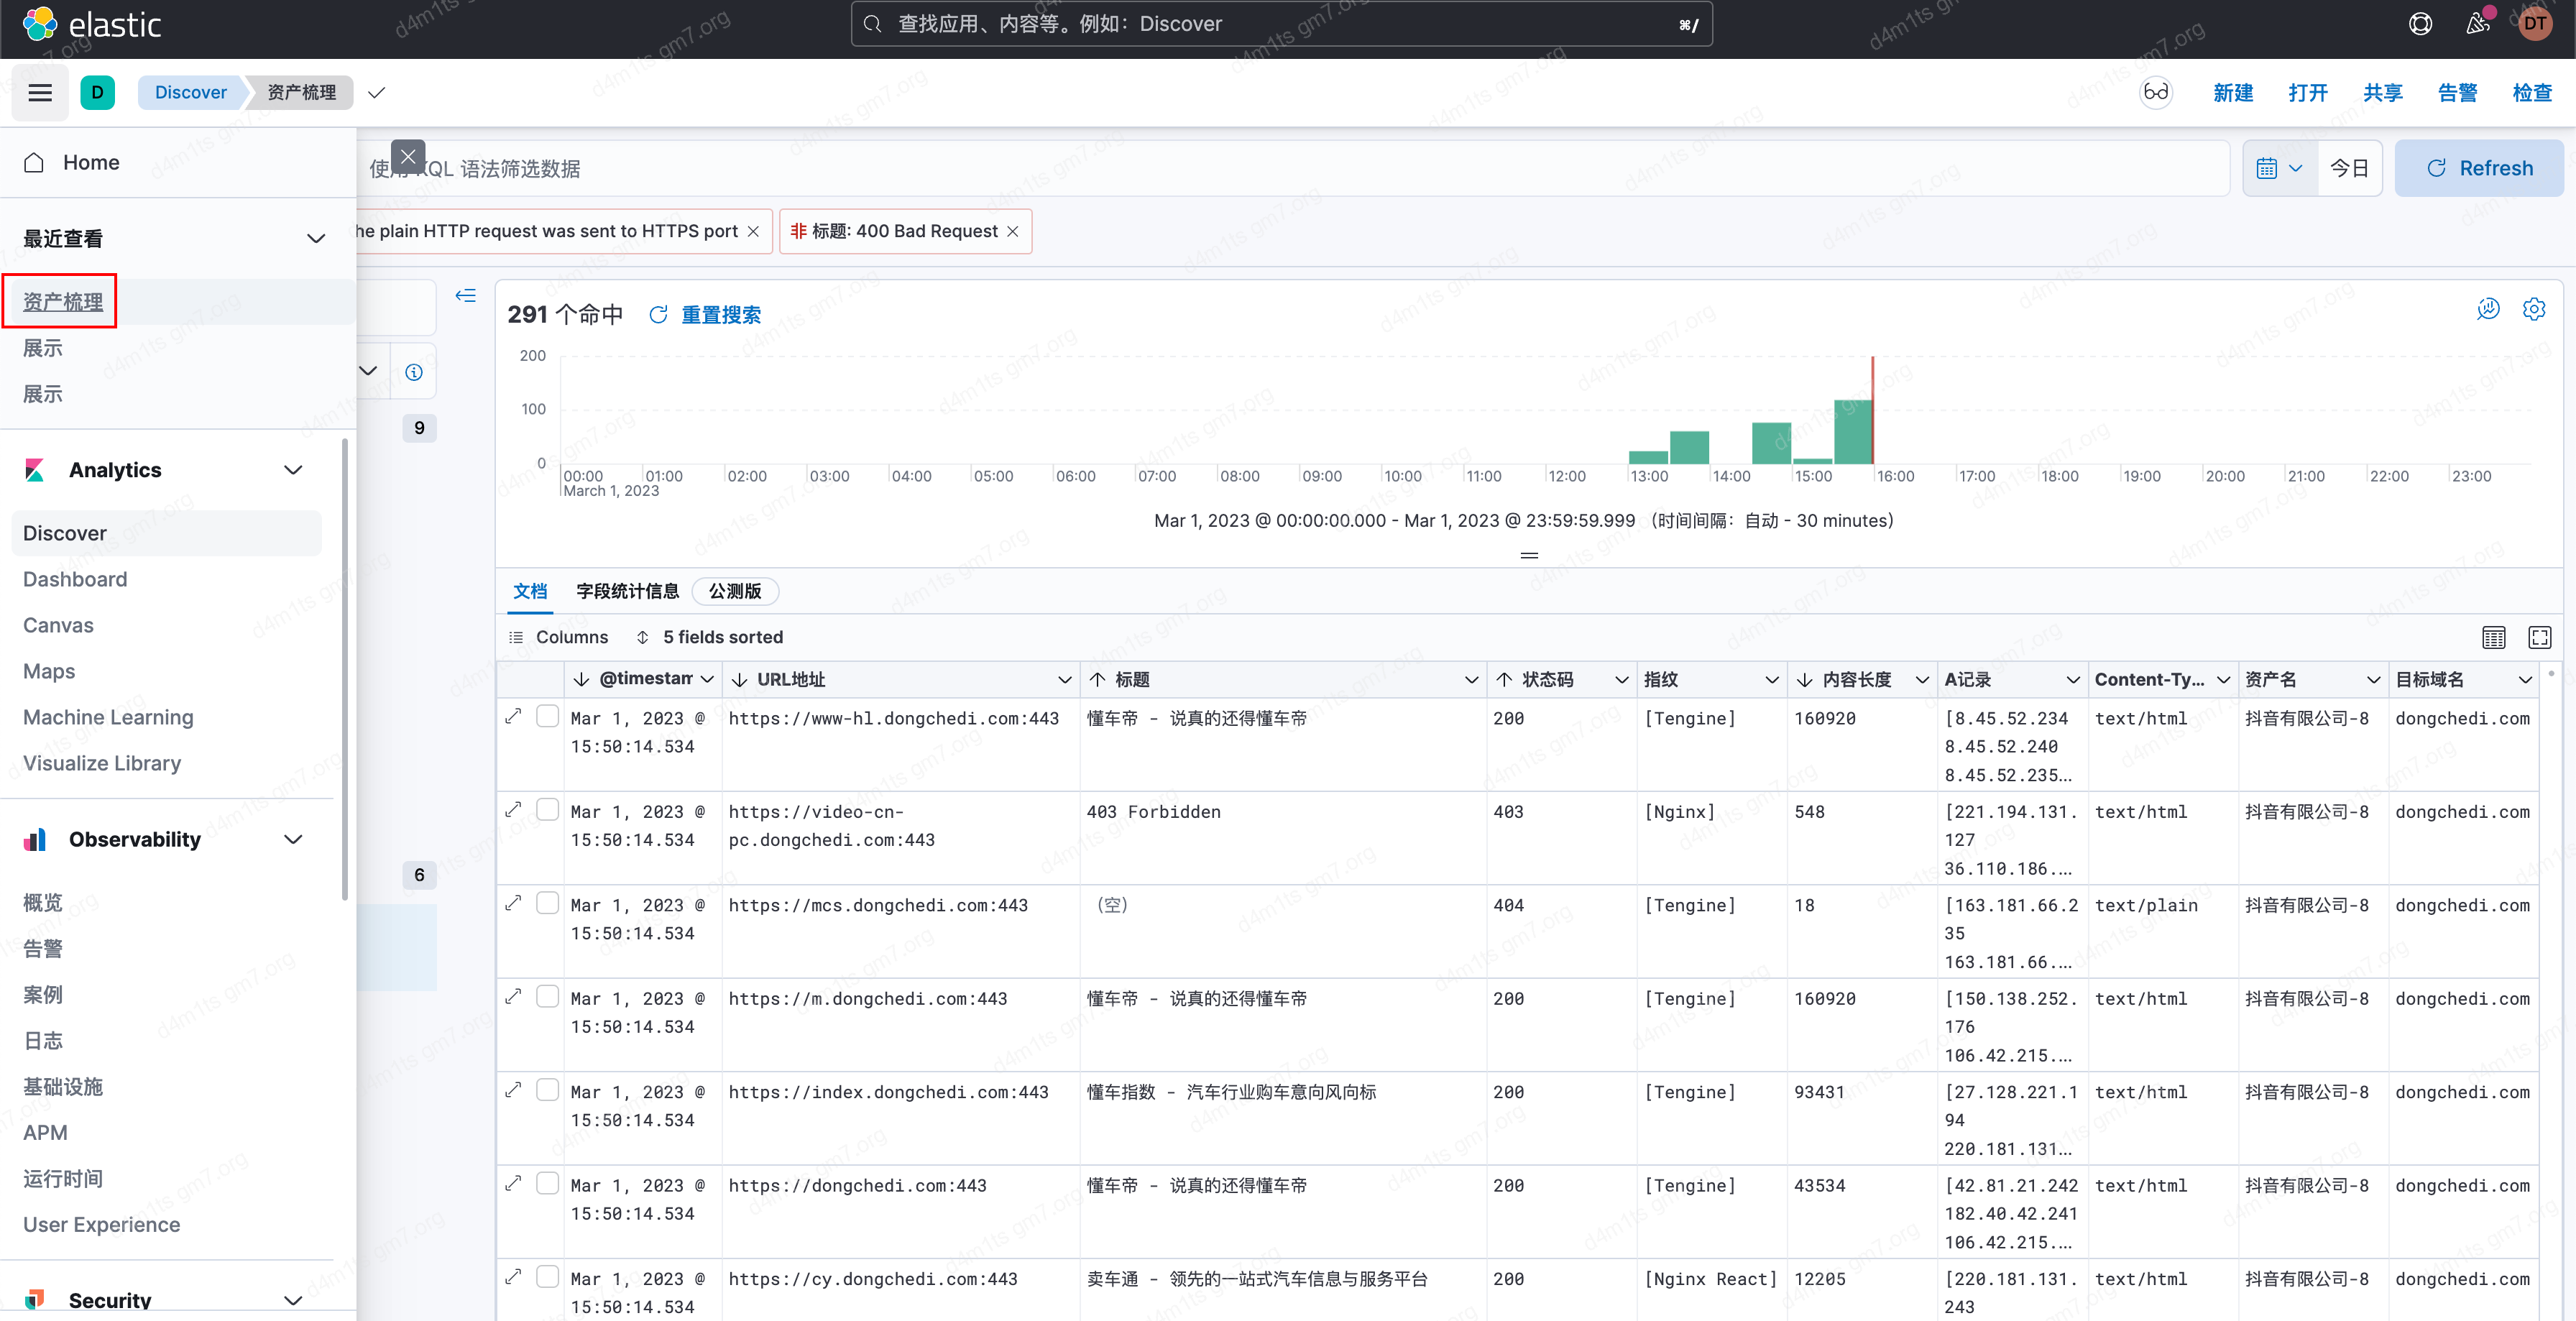 elastic
查找应用、内容等。例如：Discover
⌘/
DT
D
Discover
资产梳理
新建
打开
共享
告警
检查
Home
使
QL 语法筛选数据
今日
Refresh
最近查看
he plain HTTP request was sent to HTTPS port
非 标题: 400 Bad Request
资产梳理
展示
展示
9
6
Analytics
Discover
Dashboard
Canvas
Maps
Machine Learning
Visualize Library
Observability
概览
告警
案例
日志
基础设施
APM
运行时间
User Experience
Security
291 个命中
重置搜索
200
100
0
00:00 01:00 02:00 03:00 04:00 05:00 06:00 07:00 08:00 09:00 10:00 11:00 12:00 13:00 14:00 15:00 16:00 17:00 18:00 19:00 20:00 21:00 22:00 23:00
March 1, 2023
Mar 1, 2023 @ 00:00:00.000 - Mar 1, 2023 @ 23:59:59.999 （时间间隔：自动 - 30 minutes）
文档 字段统计信息 公测版
Columns 5 fields sorted
@timestam URL地址 标题 状态码 指纹 内容长度 A记录 Content-Ty... 资产名 目标域名
Mar 1, 2023 @ https://www-hl.dongchedi.com:443 懂车帝 - 说真的还得懂车帝 200 [Tengine] 160920 [8.45.52.234 text/html 抖音有限公司-8 dongchedi.com
15:50:14.534 8.45.52.240
8.45.52.235...
Mar 1, 2023 @ https://video-cn- 403 Forbidden 403 [Nginx] 548 [221.194.131. text/html 抖音有限公司-8 dongchedi.com
15:50:14.534 pc.dongchedi.com:443 127
36.110.186....
Mar 1, 2023 @ https://mcs.dongchedi.com:443 （空） 404 [Tengine] 18 [163.181.66.2 text/plain 抖音有限公司-8 dongchedi.com
15:50:14.534 35
163.181.66....
Mar 1, 2023 @ https://m.dongchedi.com:443 懂车帝 - 说真的还得懂车帝 200 [Tengine] 160920 [150.138.252. text/html 抖音有限公司-8 dongchedi.com
15:50:14.534 176
106.42.215....
Mar 1, 2023 @ https://index.dongchedi.com:443 懂车指数 - 汽车行业购车意向风向标 200 [Tengine] 93431 [27.128.221.1 text/html 抖音有限公司-8 dongchedi.com
15:50:14.534 94
220.181.131...
Mar 1, 2023 @ https://dongchedi.com:443 懂车帝 - 说真的还得懂车帝 200 [Tengine] 43534 [42.81.21.242 text/html 抖音有限公司-8 dongchedi.com
15:50:14.534 182.40.42.241
106.42.215....
Mar 1, 2023 @ https://cy.dongchedi.com:443 卖车通 - 领先的一站式汽车信息与服务平台 200 [Nginx React] 12205 [220.181.131. text/html 抖音有限公司-8 dongchedi.com
15:50:14.534 243
d4m1ts gm7.org